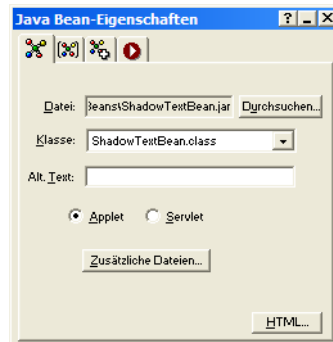 Java Bean-Eigenschaften
Datei: Beans\ShadowTextBean.jar Durchsuchen...
Klasse: ShadowTextBean.class
Alt. Text:
Applet Servlet
Zusätzliche Dateien...
HTML...